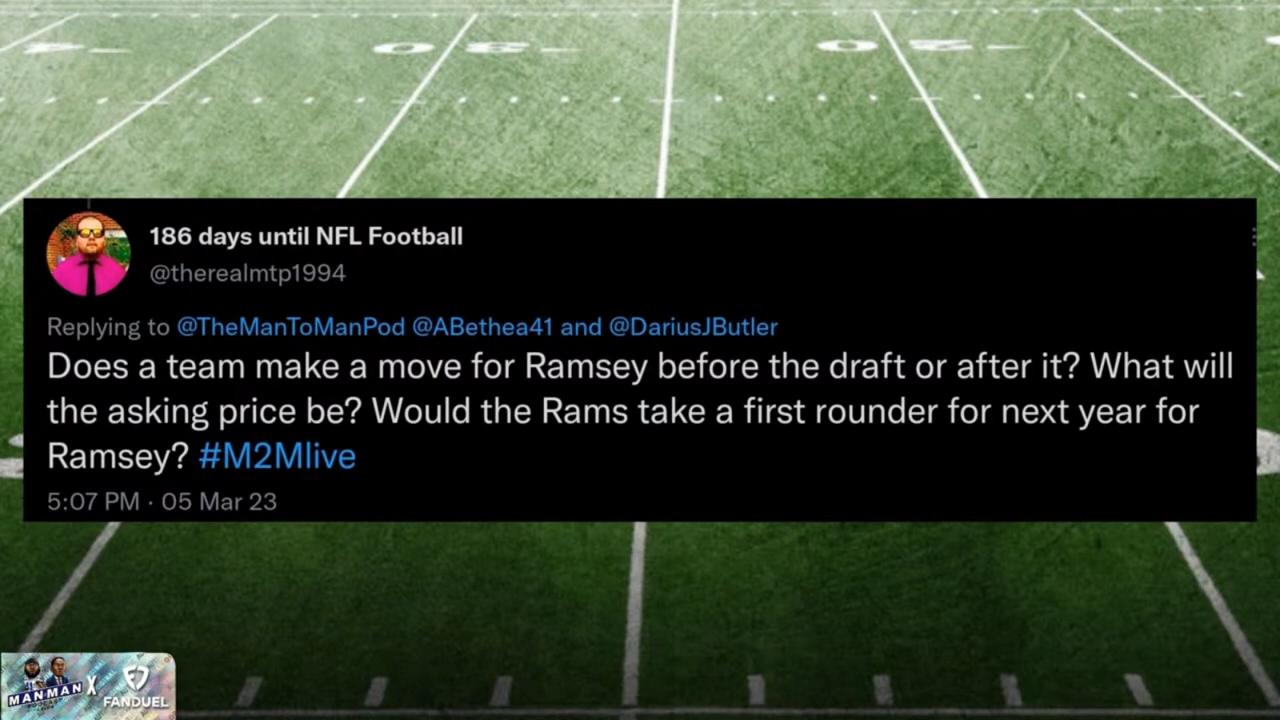 186 days until NFL Football
@therealmtp1994
Replying to @TheManToManPod @ABethea41 and @DariusJButler
Does a team make a move for Ramsey before the draft or after it? What will
the asking price be? Would the Rams take a first rounder for next year for
Ramsey? #M2Mlive
5:07 PM · 05 Mar 23
MAN MAN X FANDUEL